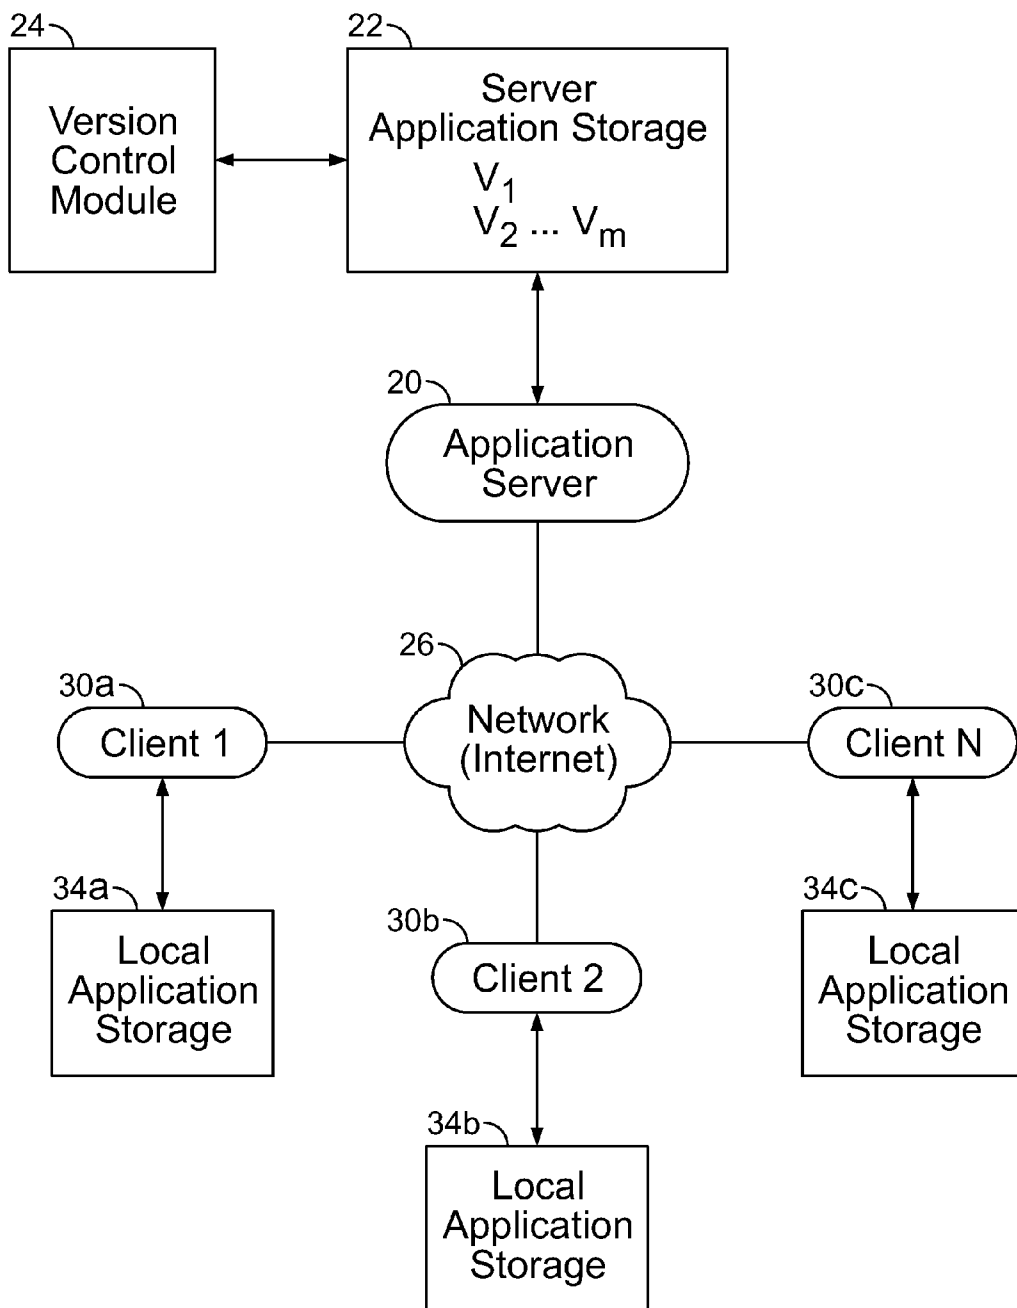 24
Version
Control
Module
22
Server
Application Storage
V1
V2 ... Vm
20
Application
Server
26
Network
(Internet)
30a
Client 1
30c
Client N
34a
Local
Application
Storage
30b
Client 2
34c
Local
Application
Storage
34b
Local
Application
Storage